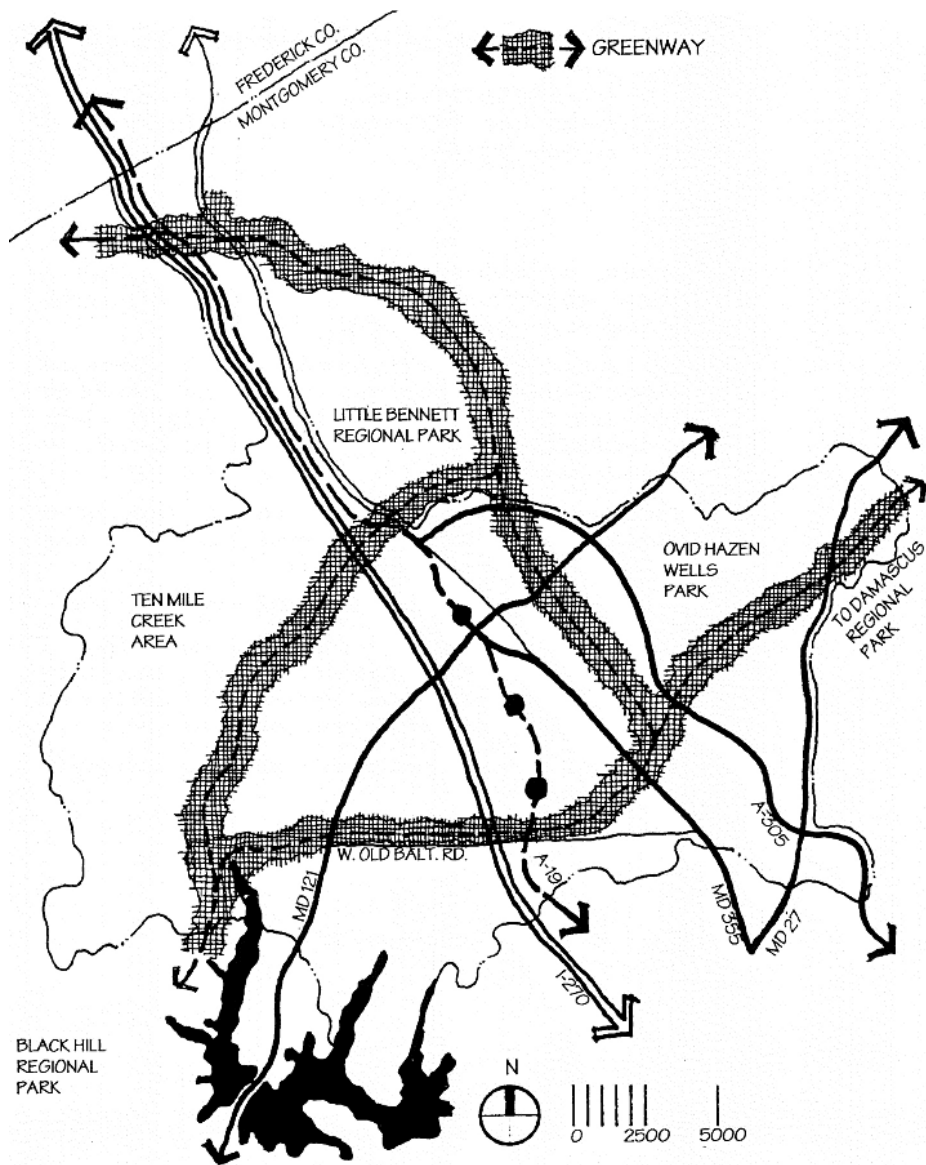 GREENWAY
FREDERICK CO.
MONTGOMERY CO.
LITTLE BENNETT
REGIONAL PARK
OVID HAZEN
WELLS
PARK
TEN MILE
CREEK
AREA
TO DAMASCUS
REGIONAL
PARK
A-305
W. OLD BALT. RD.
MD 121
A-19
MD 355
MD 27
I-270
BLACK HILL
REGIONAL
PARK
N
0 2500 5000